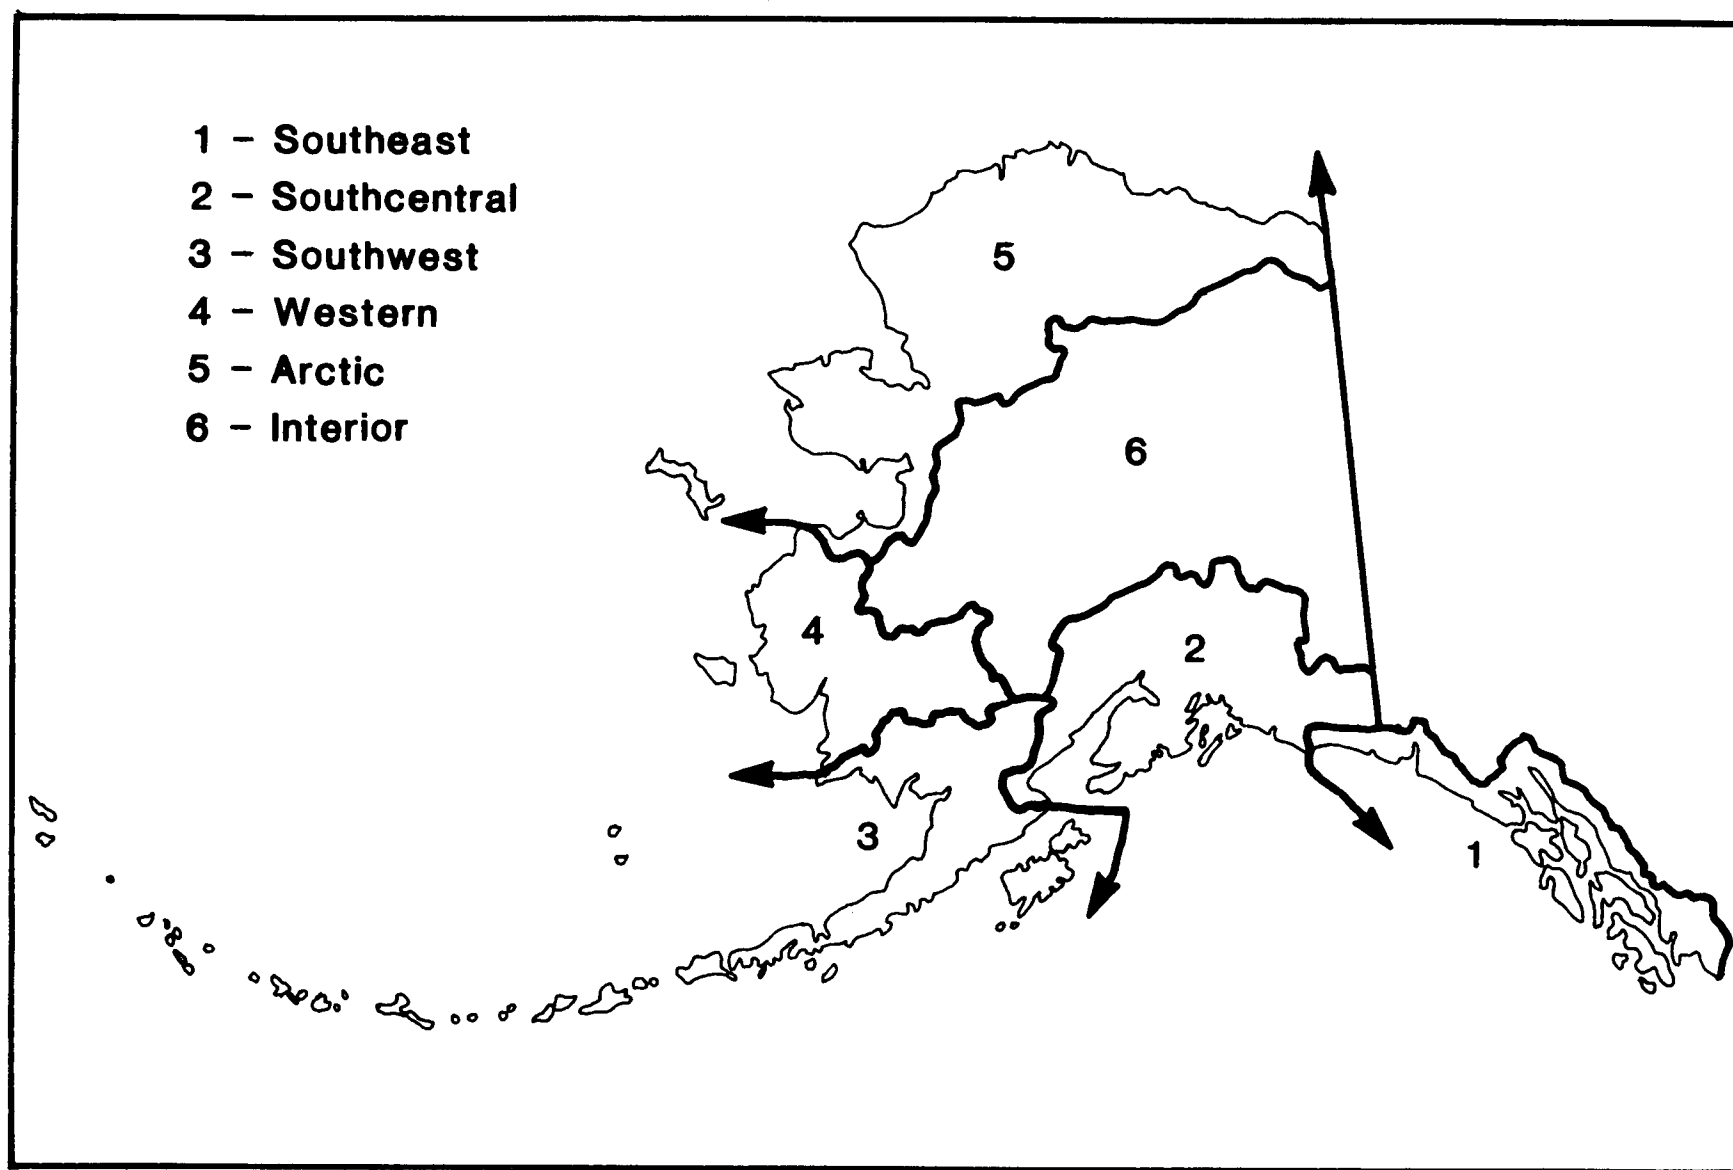 1 – Southeast
2 – Southcentral
3 – Southwest
4 – Western
5 – Arctic
6 – Interior
5
6
4
2
3
1